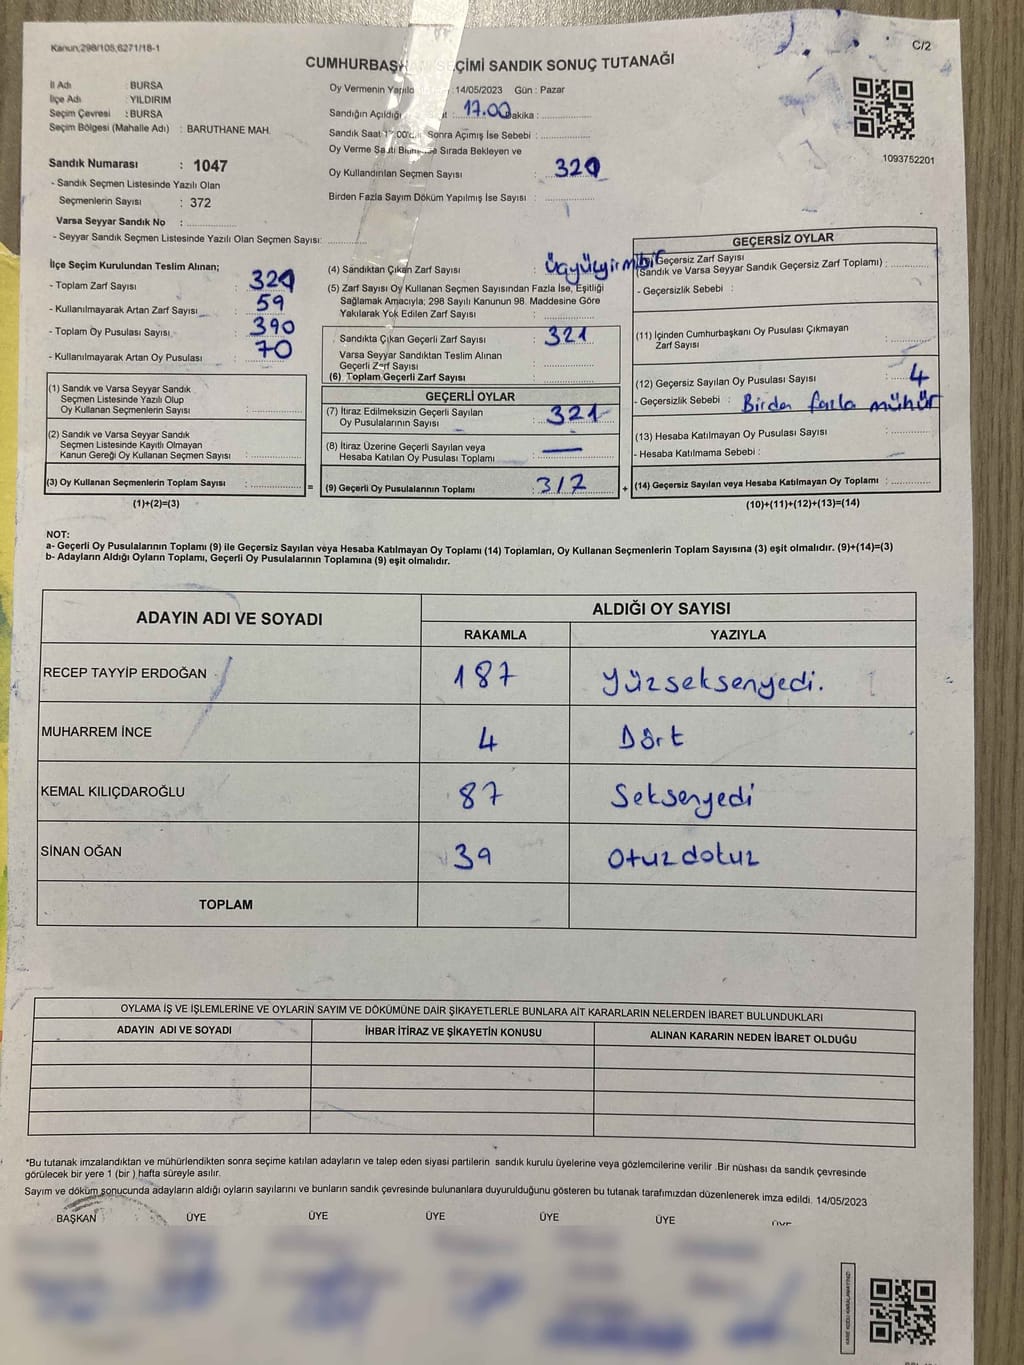 Kanun,298/105,6271/18-1
C/2
CUMHURBAŞ ÇİMİ SANDIK SONUÇ TUTANAĞI
İl Adı : BURSA
İlçe Adı : YILDIRIM
Seçim Çevresi : BURSA
Seçim Bölgesi (Mahalle Adı) : BARUTHANE MAH.
Oy Vermenin 14/05/2023 Gün : Pazar
Sandığın Açıldığı : 17.00 Dakika :
Sandık Saat Sonra Açımış İse Sebebi :
Oy Verme Sırada Bekleyen ve
Oy Kullandırılan Seçmen Sayısı : 321
Birden Fazla Sayım Döküm Yapılmış İse Sayısı :
1093752201
Sandık Numarası : 1047
- Sandık Seçmen Listesinde Yazılı Olan
Seçmenlerin Sayısı : 372
Varsa Seyyar Sandık No :
- Seyyar Sandık Seçmen Listesinde Yazılı Olan Seçmen Sayısı:
İlçe Seçim Kurulundan Teslim Alınan;
- Toplam Zarf Sayısı :
- Kullanılmayarak Artan Zarf Sayısı : 59
- Toplam Oy Pusulası Sayısı : 390
- Kullanılmayarak Artan Oy Pusulası : 70
(1) Sandık ve Varsa Seyyar Sandık
Seçmen Listesinde Yazılı Olup
Oy Kullanan Seçmenlerin Sayısı :
(2) Sandık ve Varsa Seyyar Sandık
Seçmen Listesinde Kayıtlı Olmayan
Kanun Gereği Oy Kullanan Seçmen Sayısı :
(3) Oy Kullanan Seçmenlerin Toplam Sayısı : =
(1)+(2)=(3)
(4) Sandıktan Çıkan Zarf Sayısı : üçyüzyirmibir
(5) Zarf Sayısı Oy Kullanan Seçmen Sayısından Fazla İse, Eşitliği
Sağlamak Amacıyla; 298 Sayılı Kanunun 98. Maddesine Göre
Yakılarak Yok Edilen Zarf Sayısı :
Sandıkta Çıkan Geçerli Zarf Sayısı : 321
Varsa Seyyar Sandıktan Teslim Alınan
Geçerli Zarf Sayısı :
(6) Toplam Geçerli Zarf Sayısı :
GEÇERLİ OYLAR
(7) İtiraz Edilmeksizin Geçerli Sayılan
Oy Pusulalarının Sayısı : 321
(8) İtiraz Üzerine Geçerli Sayılan veya
Hesaba Katılan Oy Pusulası Toplamı : —
(9) Geçerli Oy Pusulalarının Toplamı : 317 +
GEÇERSİZ OYLAR
Geçersiz Zarf Sayısı
(Sandık ve Varsa Seyyar Sandık Geçersiz Zarf Toplamı) :
- Geçersizlik Sebebi :
(11) İçinden Cumhurbaşkanı Oy Pusulası Çıkmayan
Zarf Sayısı :
(12) Geçersiz Sayılan Oy Pusulası Sayısı : 4
- Geçersizlik Sebebi : Birden fazla mühür
(13) Hesaba Katılmayan Oy Pusulası Sayısı :
- Hesaba Katılmama Sebebi :
(14) Geçersiz Sayılan veya Hesaba Katılmayan Oy Toplamı :
(10)+(11)+(12)+(13)=(14)
NOT:
a- Geçerli Oy Pusulalarının Toplamı (9) ile Geçersiz Sayılan veya Hesaba Katılmayan Oy Toplamı (14) Toplamları, Oy Kullanan Seçmenlerin Toplam Sayısına (3) eşit olmalıdır. (9)+(14)=(3)
b- Adayların Aldığı Oyların Toplamı, Geçerli Oy Pusulalarının Toplamına (9) eşit olmalıdır.
ADAYIN ADI VE SOYADI
ALDIĞI OY SAYISI
RAKAMLA YAZIYLA
RECEP TAYYİP ERDOĞAN 187 Yüzseksenyedi.
MUHARREM İNCE 4 Dört
KEMAL KILIÇDAROĞLU 87 Seksenyedi
SİNAN OĞAN 39 Otuzdokuz
TOPLAM
OYLAMA İŞ VE İŞLEMLERİNE VE OYLARIN SAYIM VE DÖKÜMÜNE DAİR ŞİKAYETLERLE BUNLARA AİT KARARLARIN NELERDEN İBARET BULUNDUKLARI
ADAYIN ADI VE SOYADI İHBAR İTİRAZ VE ŞİKAYETİN KONUSU ALINAN KARARIN NEDEN İBARET OLDUĞU
*Bu tutanak imzalandıktan ve mühürlendikten sonra seçime katılan adayların ve talep eden siyasi partilerin sandık kurulu üyelerine veya gözlemcilerine verilir .Bir nüshası da sandık çevresinde
görülecek bir yere 1 (bir ) hafta süreyle asılır.
Sayım ve döküm sonucunda adayların aldığı oyların sayılarını ve bunların sandık çevresinde bulunanlara duyurulduğunu gösteren bu tutanak tarafımızdan düzenlenerek imza edildi. 14/05/2023
BAŞKAN ÜYE ÜYE ÜYE ÜYE ÜYE ÜYE